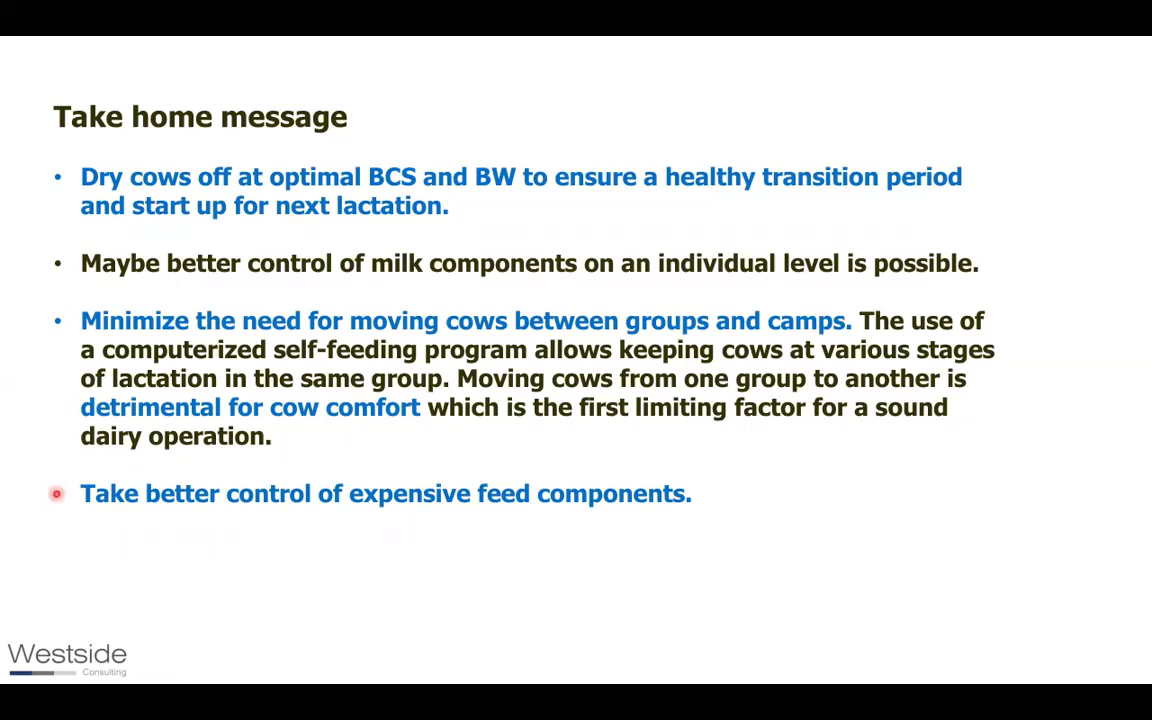 Take home message
• Dry cows off at optimal BCS and BW to ensure a healthy transition period
and start up for next lactation.
• Maybe better control of milk components on an individual level is possible.
• Minimize the need for moving cows between groups and camps. The use of
a computerized self-feeding program allows keeping cows at various stages
of lactation in the same group. Moving cows from one group to another is
detrimental for cow comfort which is the first limiting factor for a sound
dairy operation.
• Take better control of expensive feed components.
Westside
Consulting